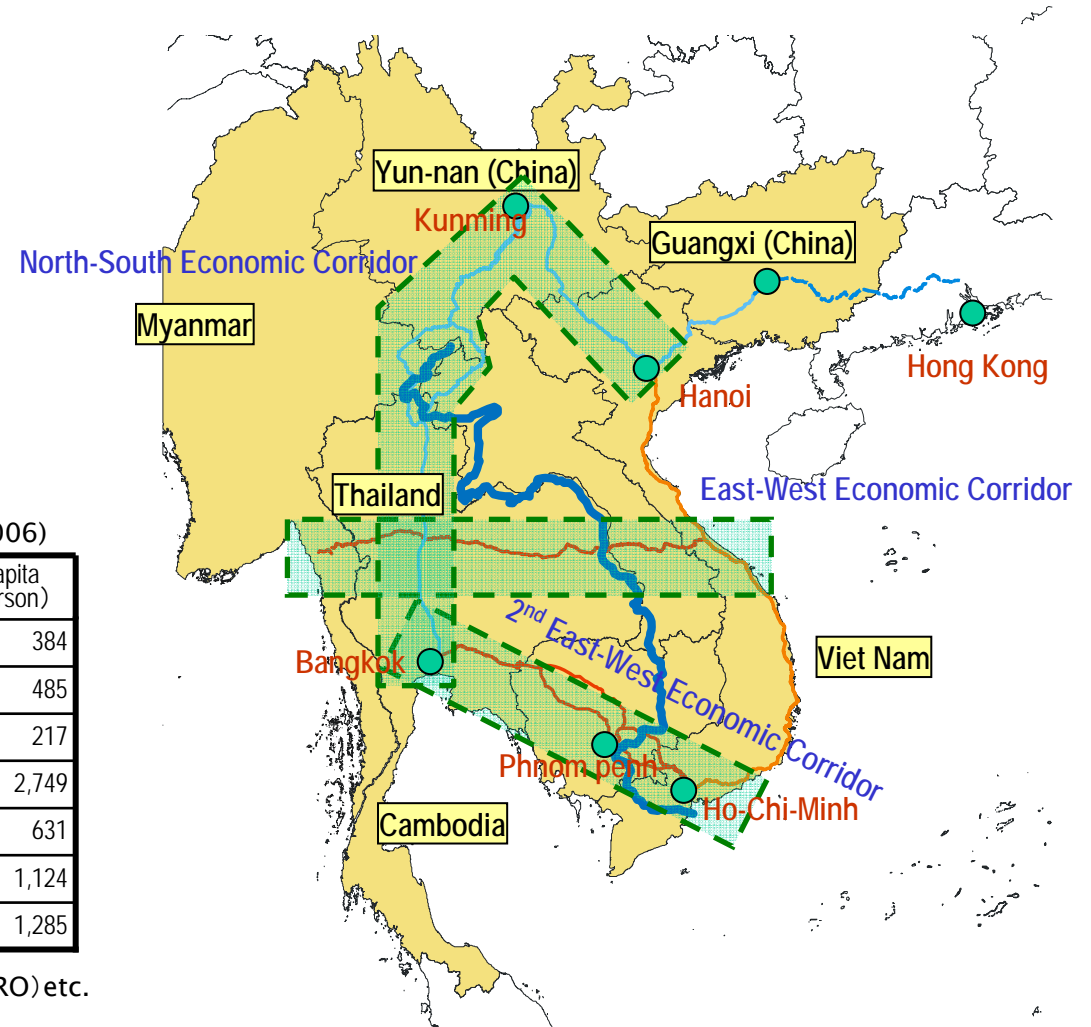 Yun-nan (China)
Kunming
Guangxi (China)
North-South Economic Corridor
Myanmar
Hong Kong
Hanoi
Thailand
East-West Economic Corridor
006)
apita
rson)
384
485
217
2,749
631
1,124
1,285
RO) etc.
2nd East-West Economic Corridor
Viet Nam
Bangkok
Phnom penh
Ho-Chi-Minh
Cambodia